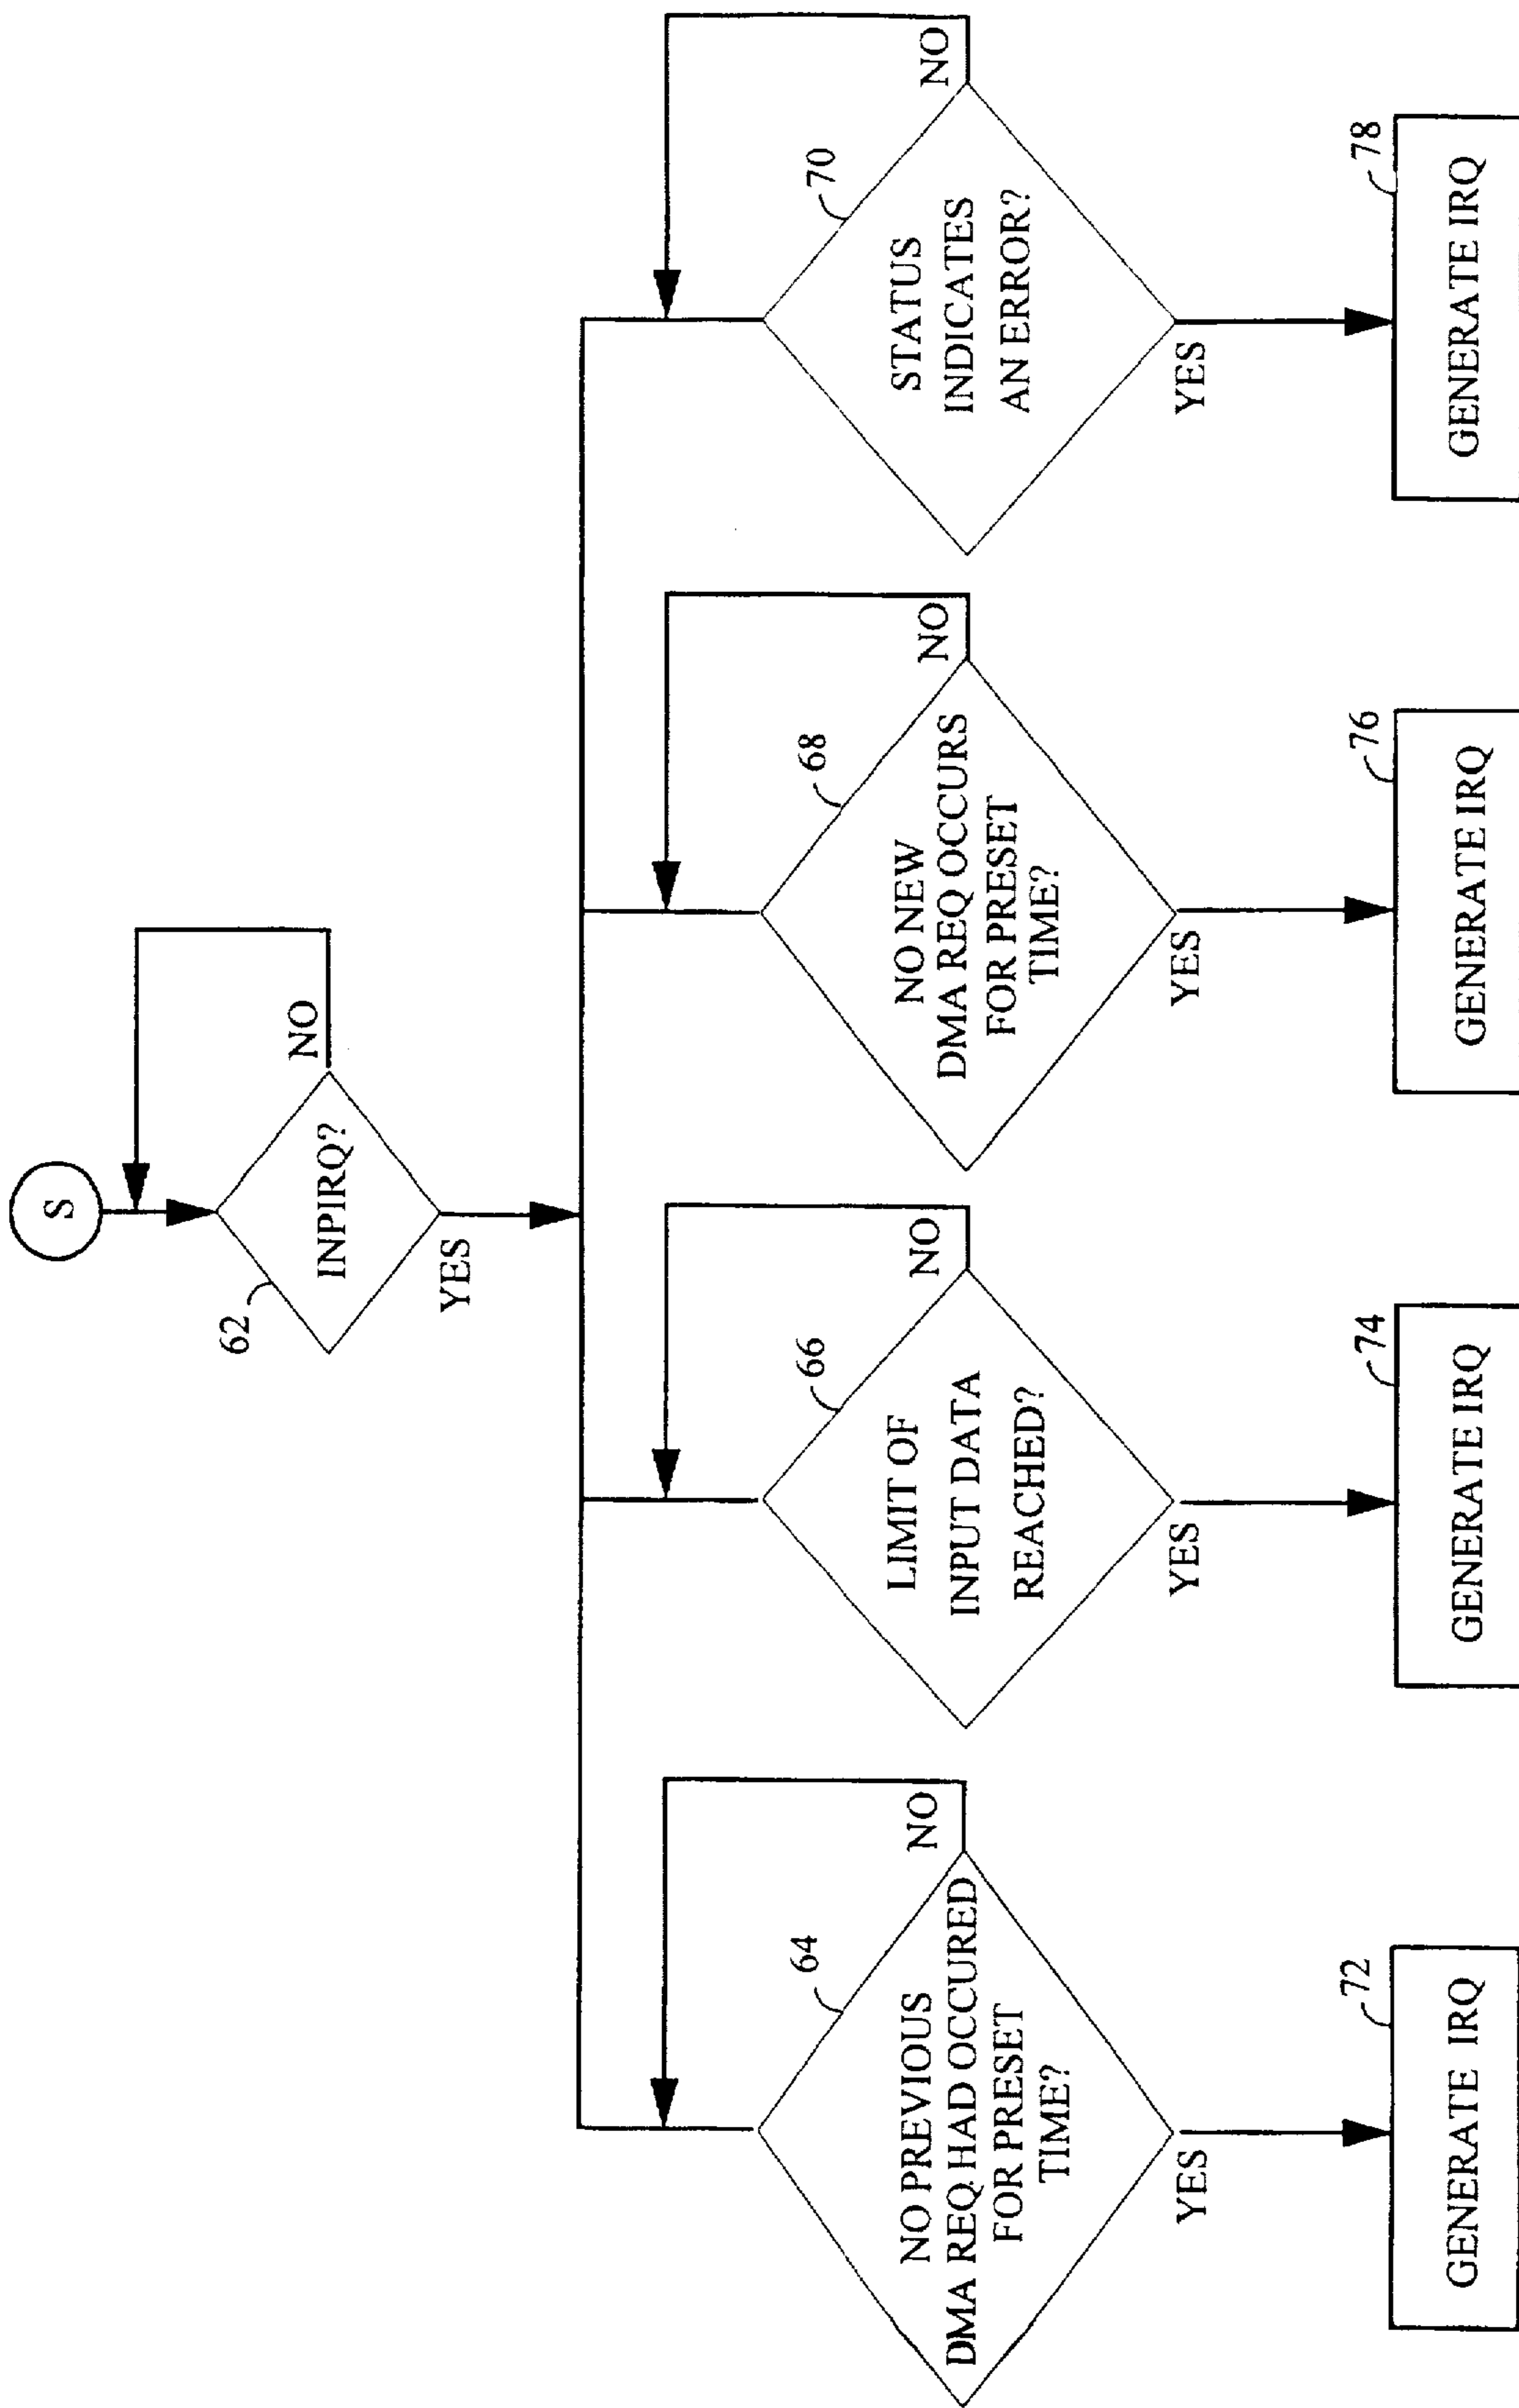 S
62
INPIRQ?
NO
YES
64
NO PREVIOUS
DMA REQ HAD OCCURED
FOR PRESET
TIME?
NO
YES
72
GENERATE IRQ
66
LIMIT OF
INPUT DATA
REACHED?
NO
YES
74
GENERATE IRQ
68
NO NEW
DMA REQ OCCURS
FOR PRESET
TIME?
NO
YES
76
GENERATE IRQ
70
STATUS
INDICATES
AN ERROR?
NO
YES
78
GENERATE IRQ